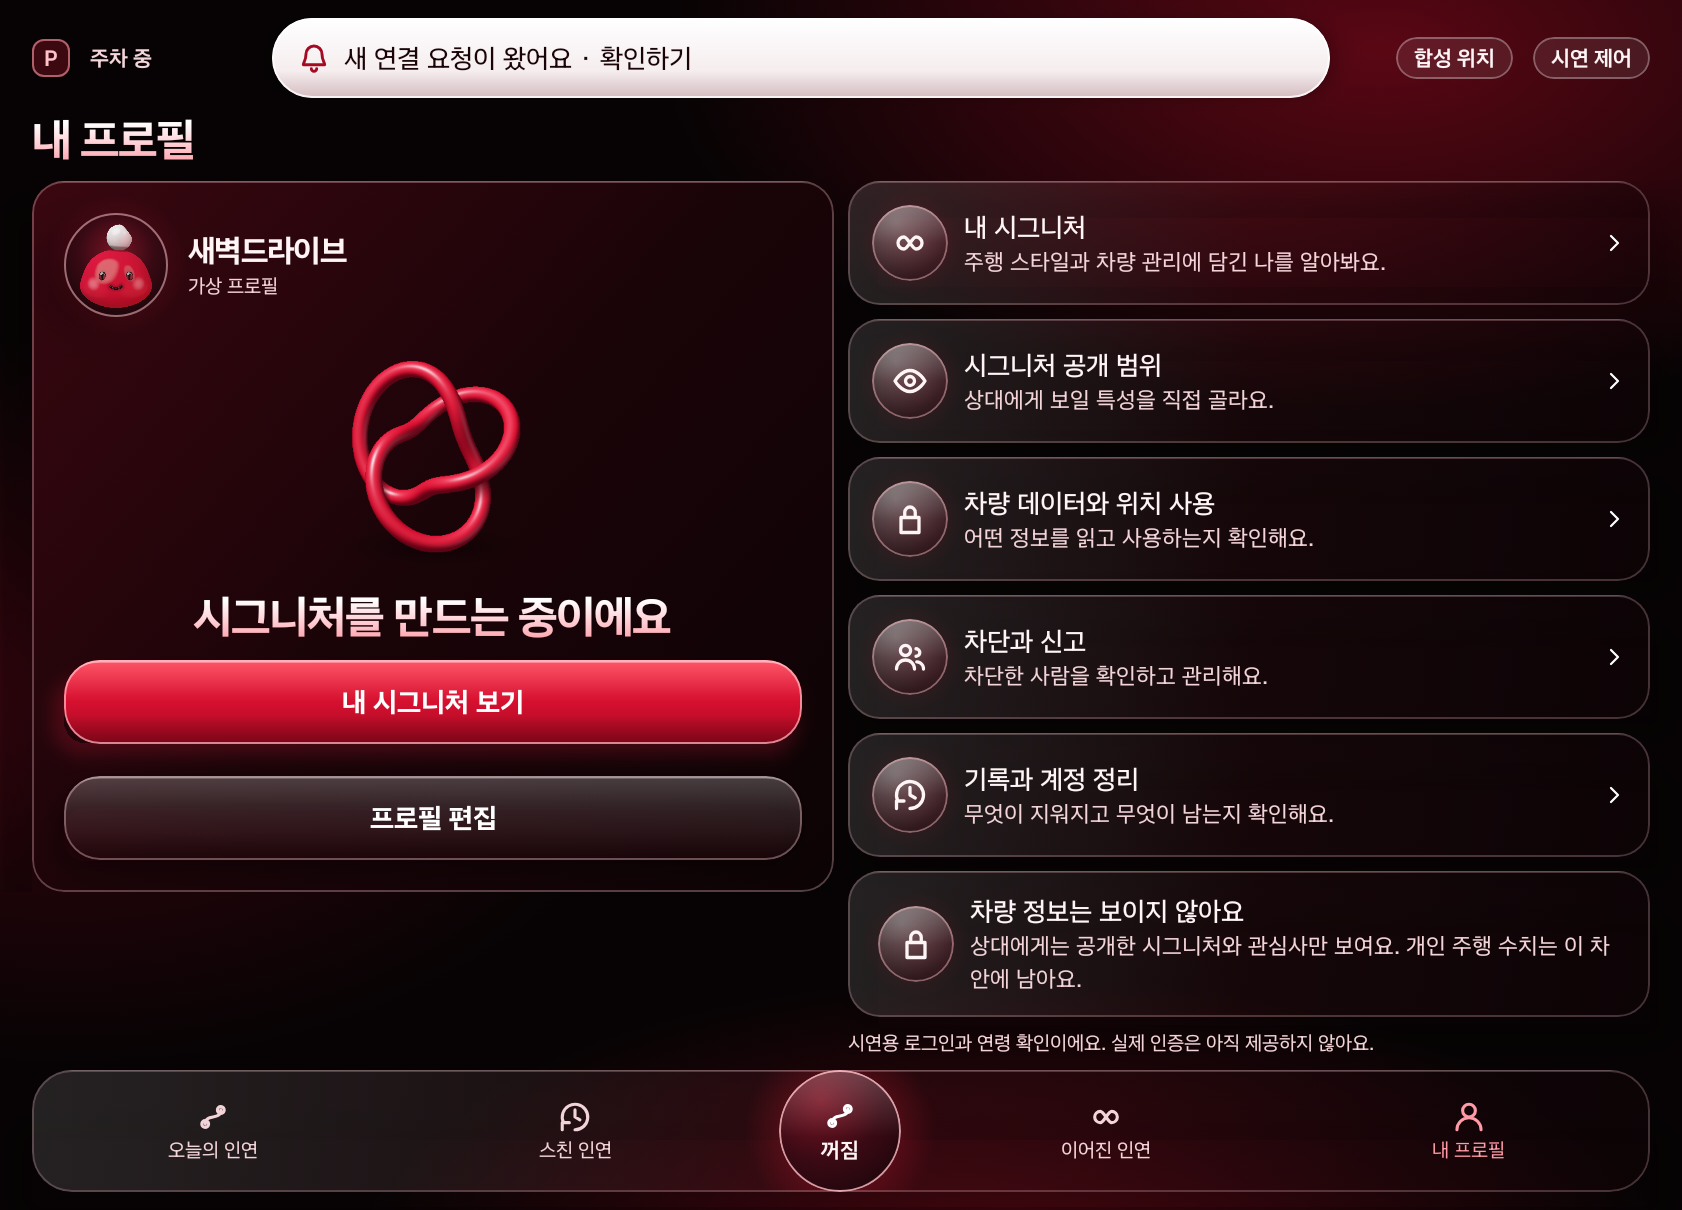 P 주차 중
새 연결 요청이 왔어요 · 확인하기
합성 위치
시연 제어
내 프로필
새벽드라이브
가상 프로필
시그니처를 만드는 중이에요
내 시그니처 보기
프로필 편집
내 시그니처
주행 스타일과 차량 관리에 담긴 나를 알아봐요.
시그니처 공개 범위
상대에게 보일 특성을 직접 골라요.
차량 데이터와 위치 사용
어떤 정보를 읽고 사용하는지 확인해요.
차단과 신고
차단한 사람을 확인하고 관리해요.
기록과 계정 정리
무엇이 지워지고 무엇이 남는지 확인해요.
차량 정보는 보이지 않아요
상대에게는 공개한 시그니처와 관심사만 보여요. 개인 주행 수치는 이 차
안에 남아요.
시연용 로그인과 연령 확인이에요. 실제 인증은 아직 제공하지 않아요.
오늘의 인연
스친 인연
꺼짐
이어진 인연
내 프로필